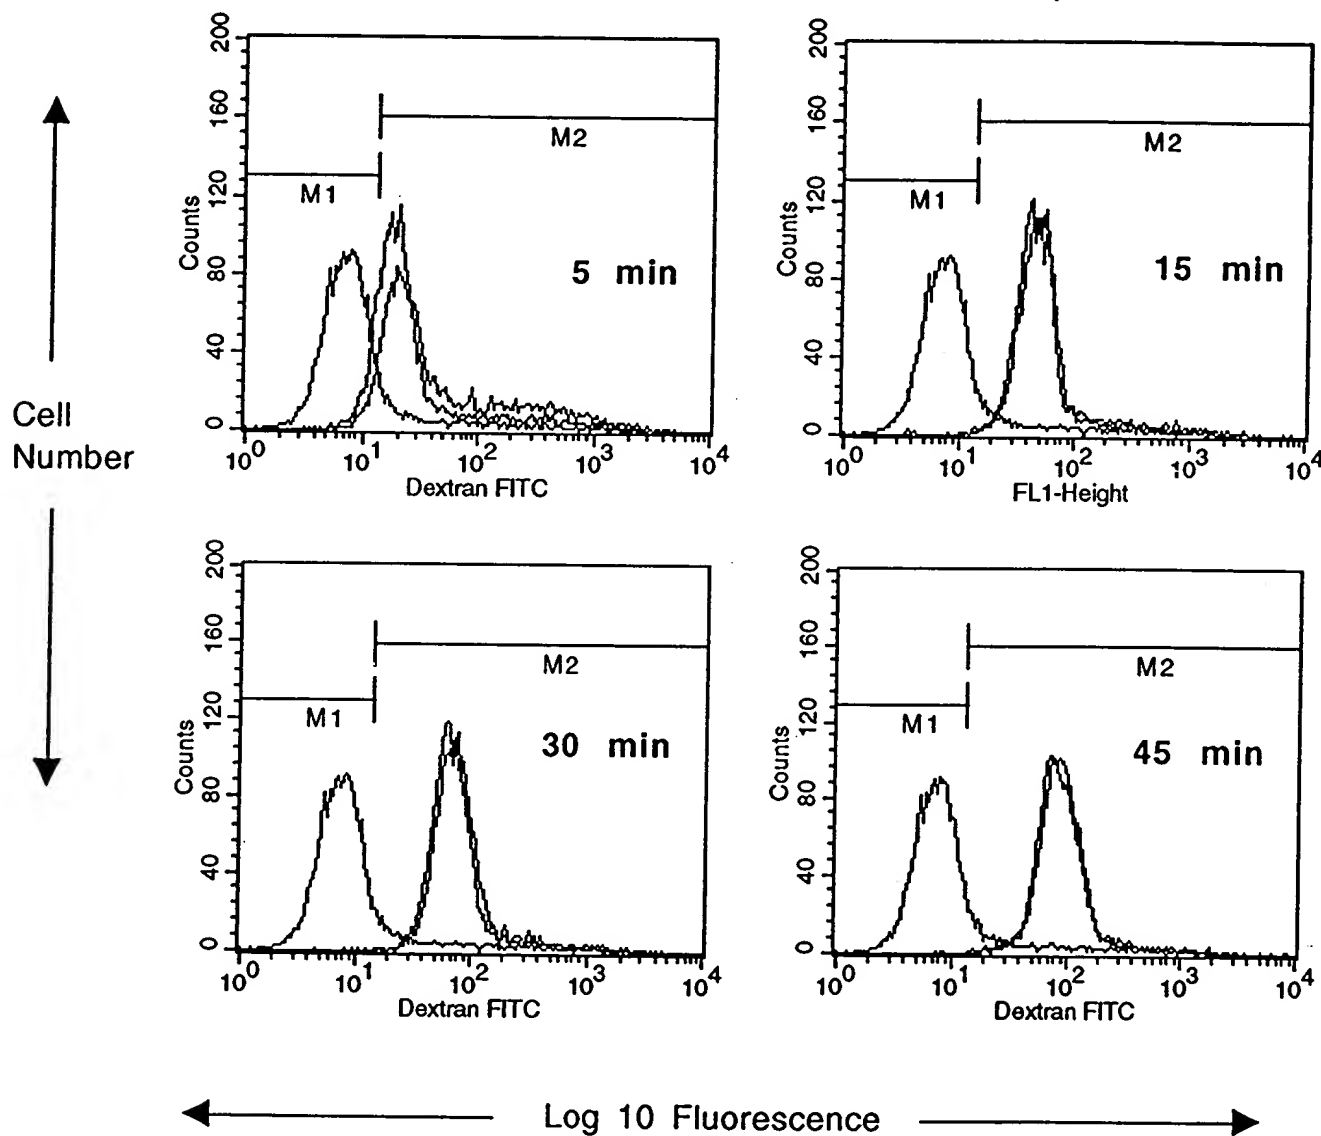 200
160
120
80
40
0
Counts
M1
M2
5 min
10^0 10^1 10^2 10^3 10^4
Dextran FITC
200
160
120
80
40
0
Counts
M1
M2
15 min
10^0 10^1 10^2 10^3 10^4
FL1-Height
Cell
Number
200
160
120
80
40
0
Counts
M1
M2
30 min
10^0 10^1 10^2 10^3 10^4
Dextran FITC
200
160
120
80
40
0
Counts
M1
M2
45 min
10^0 10^1 10^2 10^3 10^4
Dextran FITC
Log 10 Fluorescence